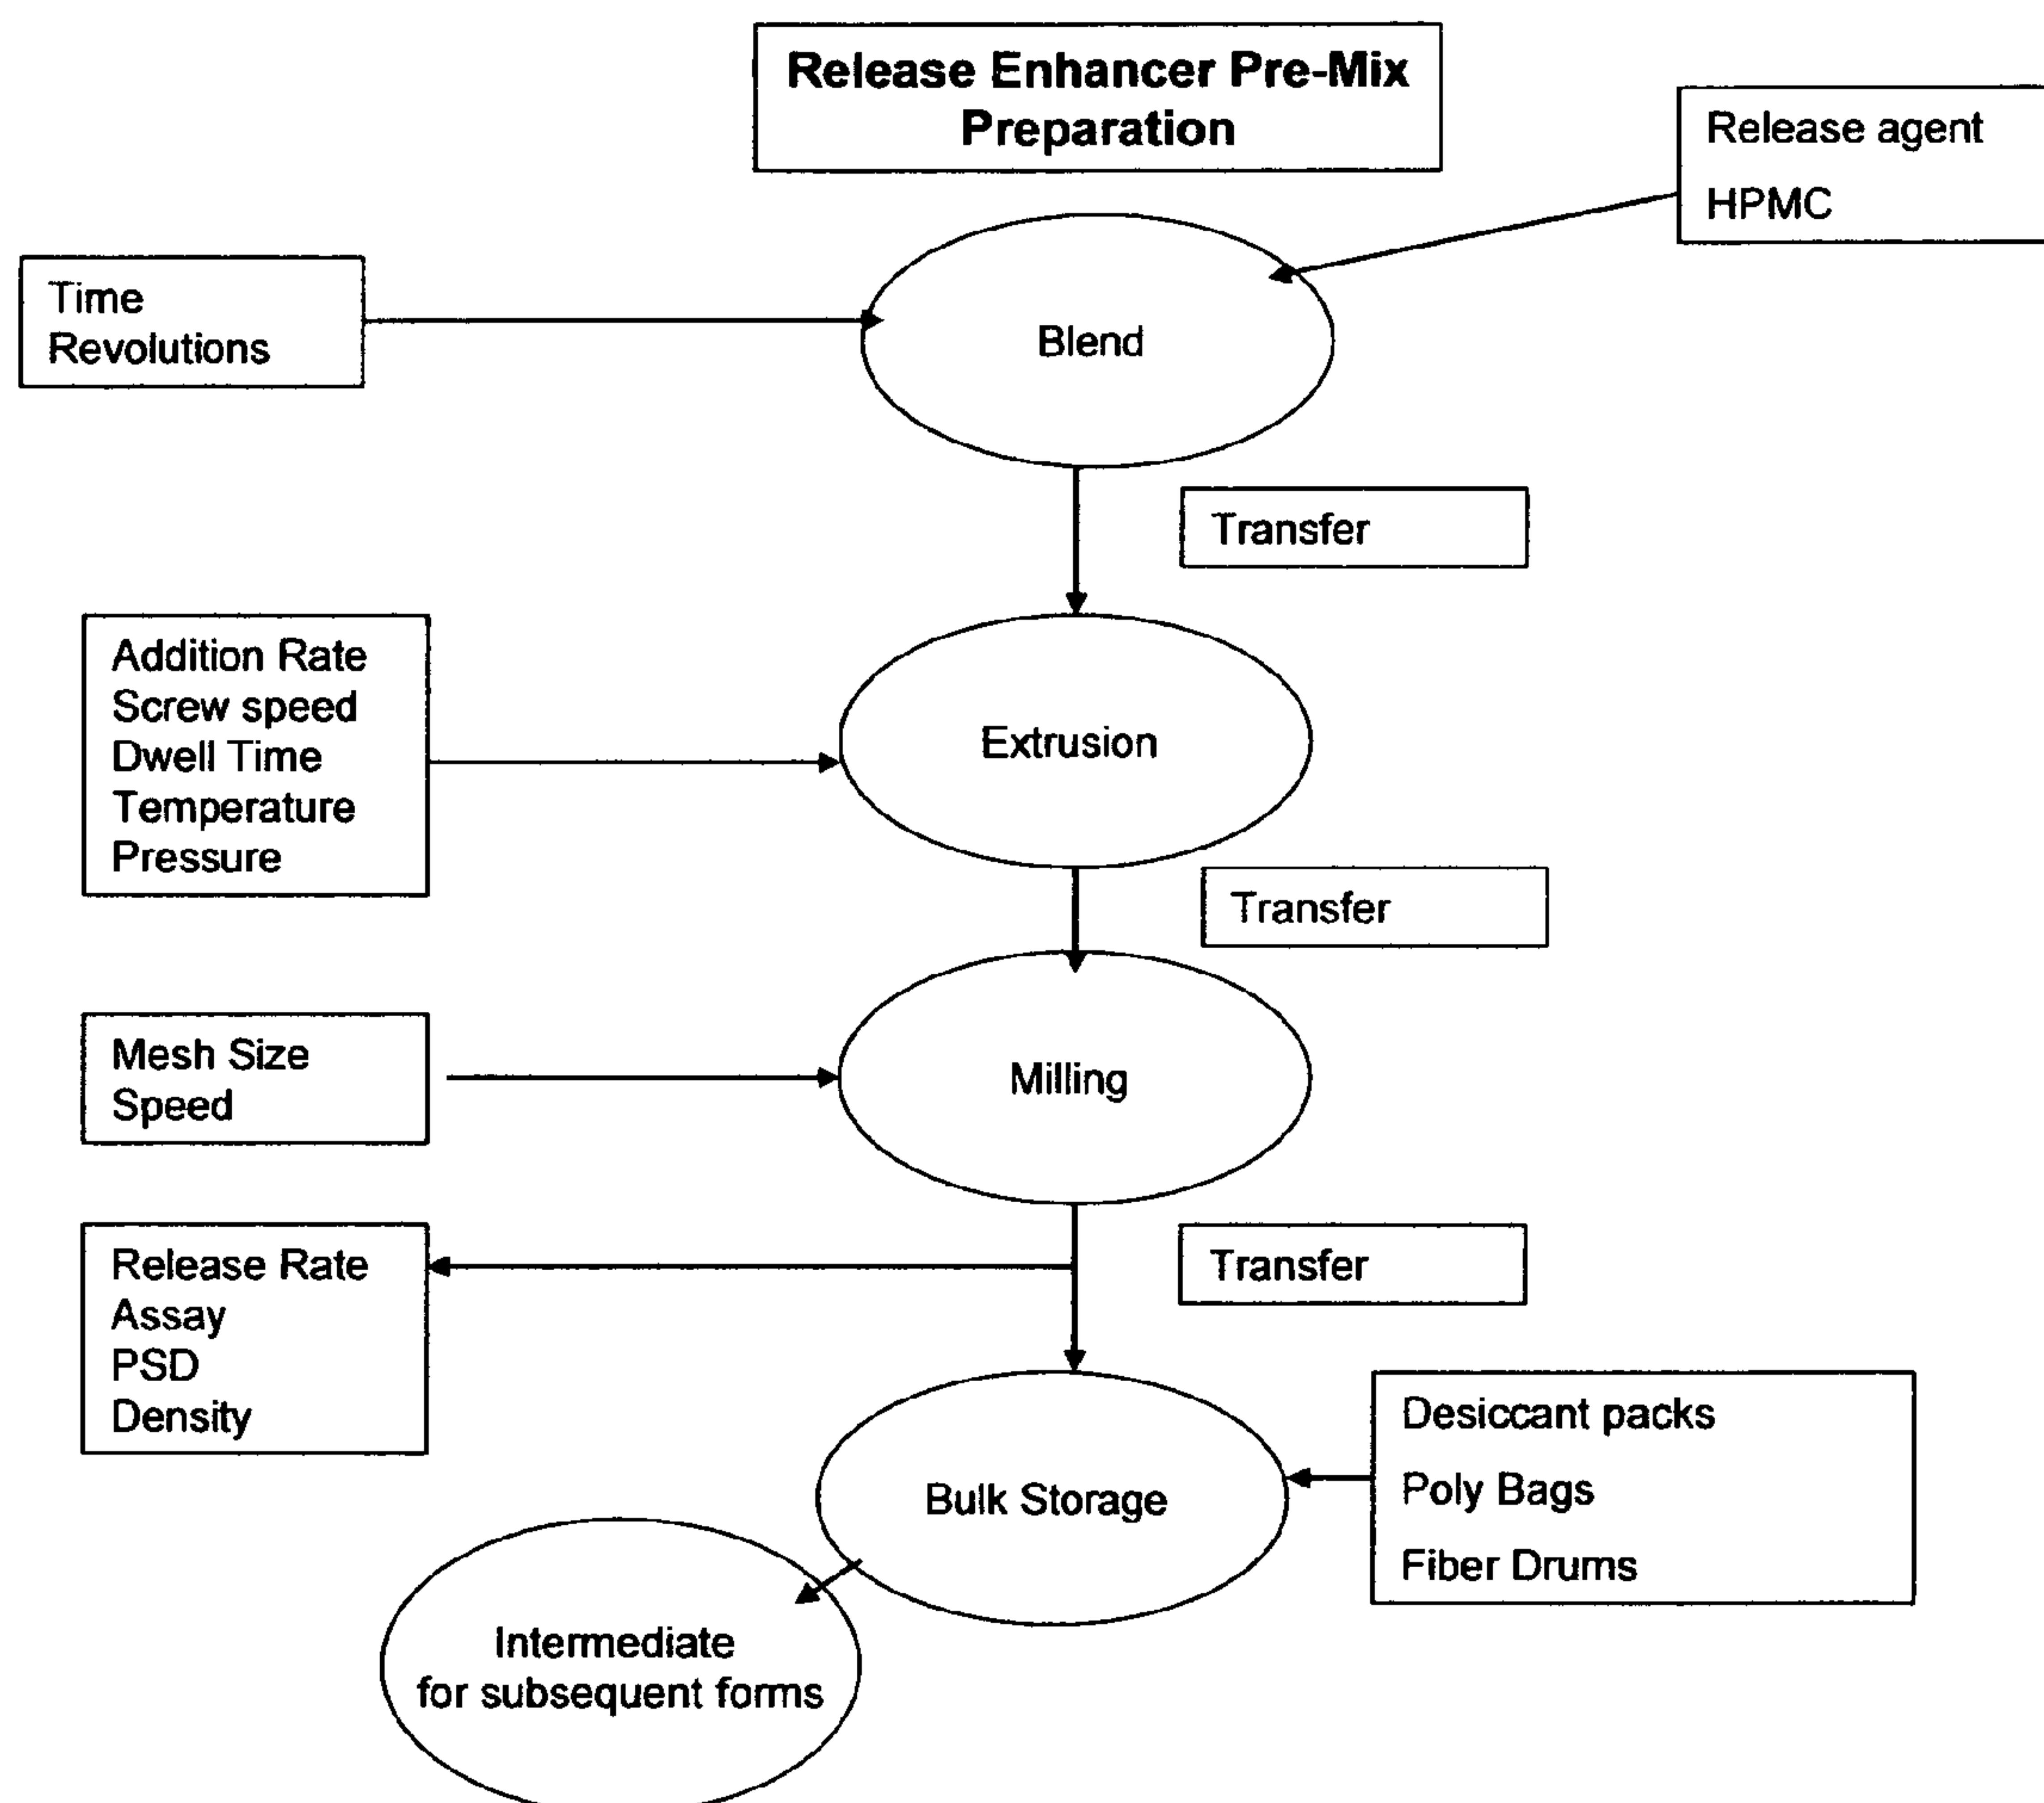 Release Enhancer Pre-Mix
Preparation
Release agent
HPMC
Time
Revolutions
Blend
Transfer
Addition Rate
Screw speed
Dwell Time
Temperature
Pressure
Extrusion
Transfer
Mesh Size
Speed
Milling
Transfer
Release Rate
Assay
PSD
Density
Bulk Storage
Desiccant packs
Poly Bags
Fiber Drums
Intermediate
for subsequent forms